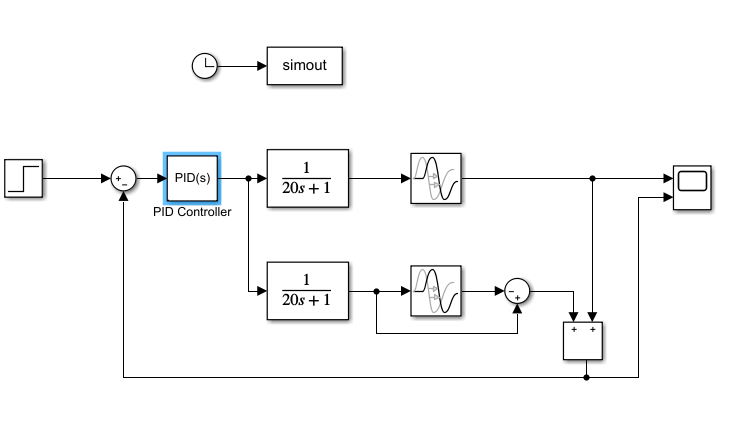 simout
+
−
PID(s)
PID Controller
1
20s + 1
1
20s + 1
−
+
+ +